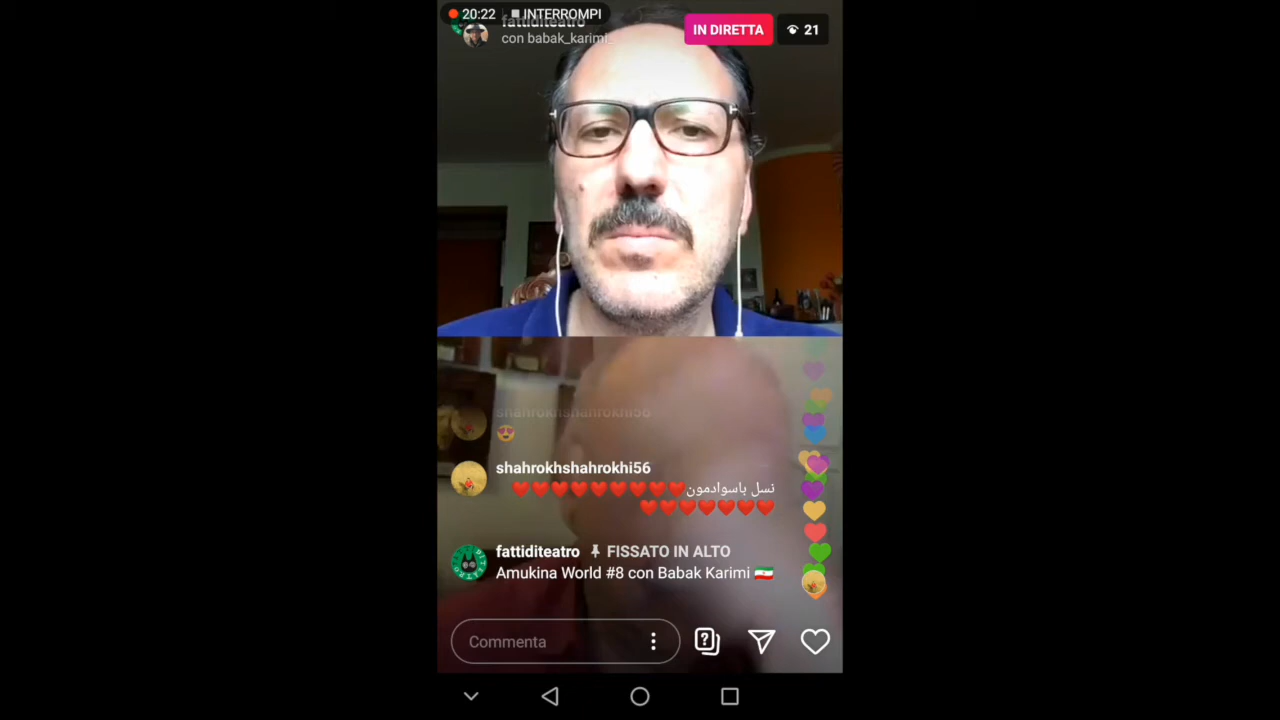 20:22 INTERROMPI
fattiditeatro
con babak_karimi_
IN DIRETTA
21
shahrokhshahrokhi56
😍
shahrokhshahrokhi56
نسل باسوادمون❤️❤️❤️❤️❤️❤️❤️❤️❤️
❤️❤️❤️❤️❤️❤️❤️
fattiditeatro FISSATO IN ALTO
Amukina World #8 con Babak Karimi 🇮🇷
Commenta